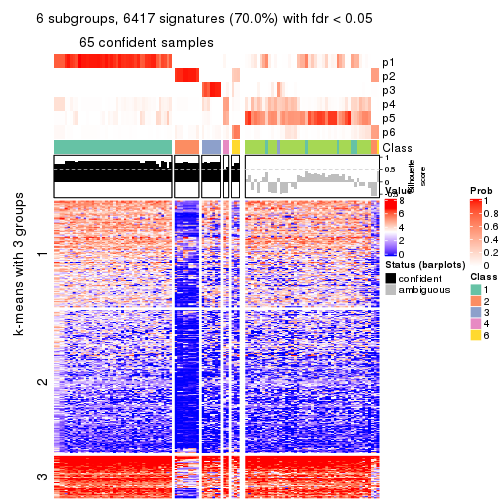 6 subgroups, 6417 signatures (70.0%) with fdr < 0.05
65 confident samples
p1
p2
p3
p4
p5
p6
Class
1
0.5
0
-0.5
Silhouette
score
k-means with 3 groups
1
2
3
Value
8
6
4
2
0
Status (barplots)
confident
ambiguous
Prob
1
0.8
0.6
0.4
0.2
0
Class
1
2
3
4
6